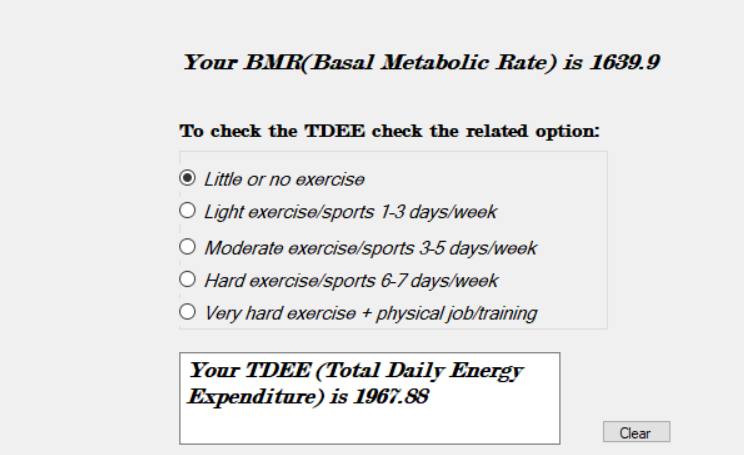 Your BMR(Basal Metabolic Rate) is 1639.9
To check the TDEE check the related option:
Little or no exercise
Light exercise/sports 1-3 days/week
Moderate exercise/sports 3-5 days/week
Hard exercise/sports 6-7 days/week
Very hard exercise + physical job/training
Your TDEE (Total Daily Energy
Expenditure) is 1967.88
Clear